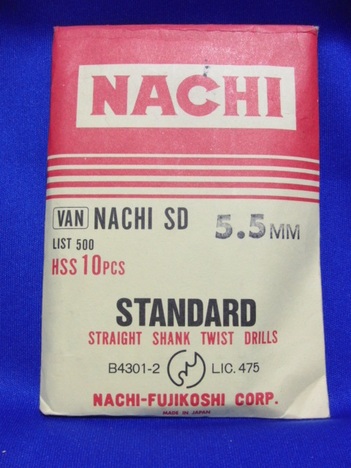 NACHI
VAN NACHI SD 5.5MM
LIST 500
HSS 10PCS
STANDARD
STRAIGHT SHANK TWIST DRILLS
B4301-2 LIC. 475
NACHI-FUJIKOSHI CORP.
MADE IN JAPAN